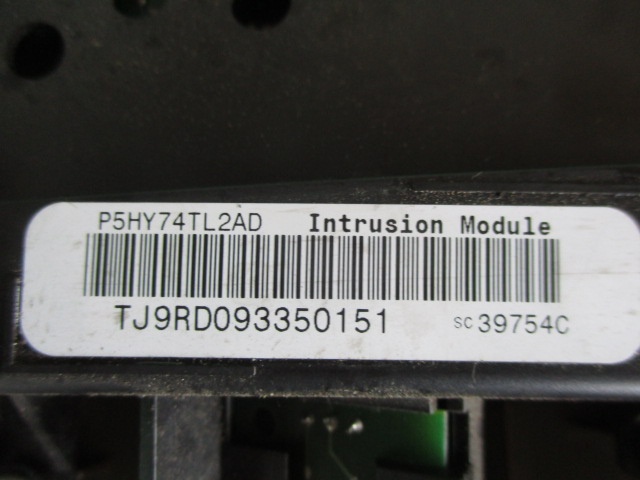 P5HY74TL2AD Intrusion Module
TJ9RD093350151 SC 39754C